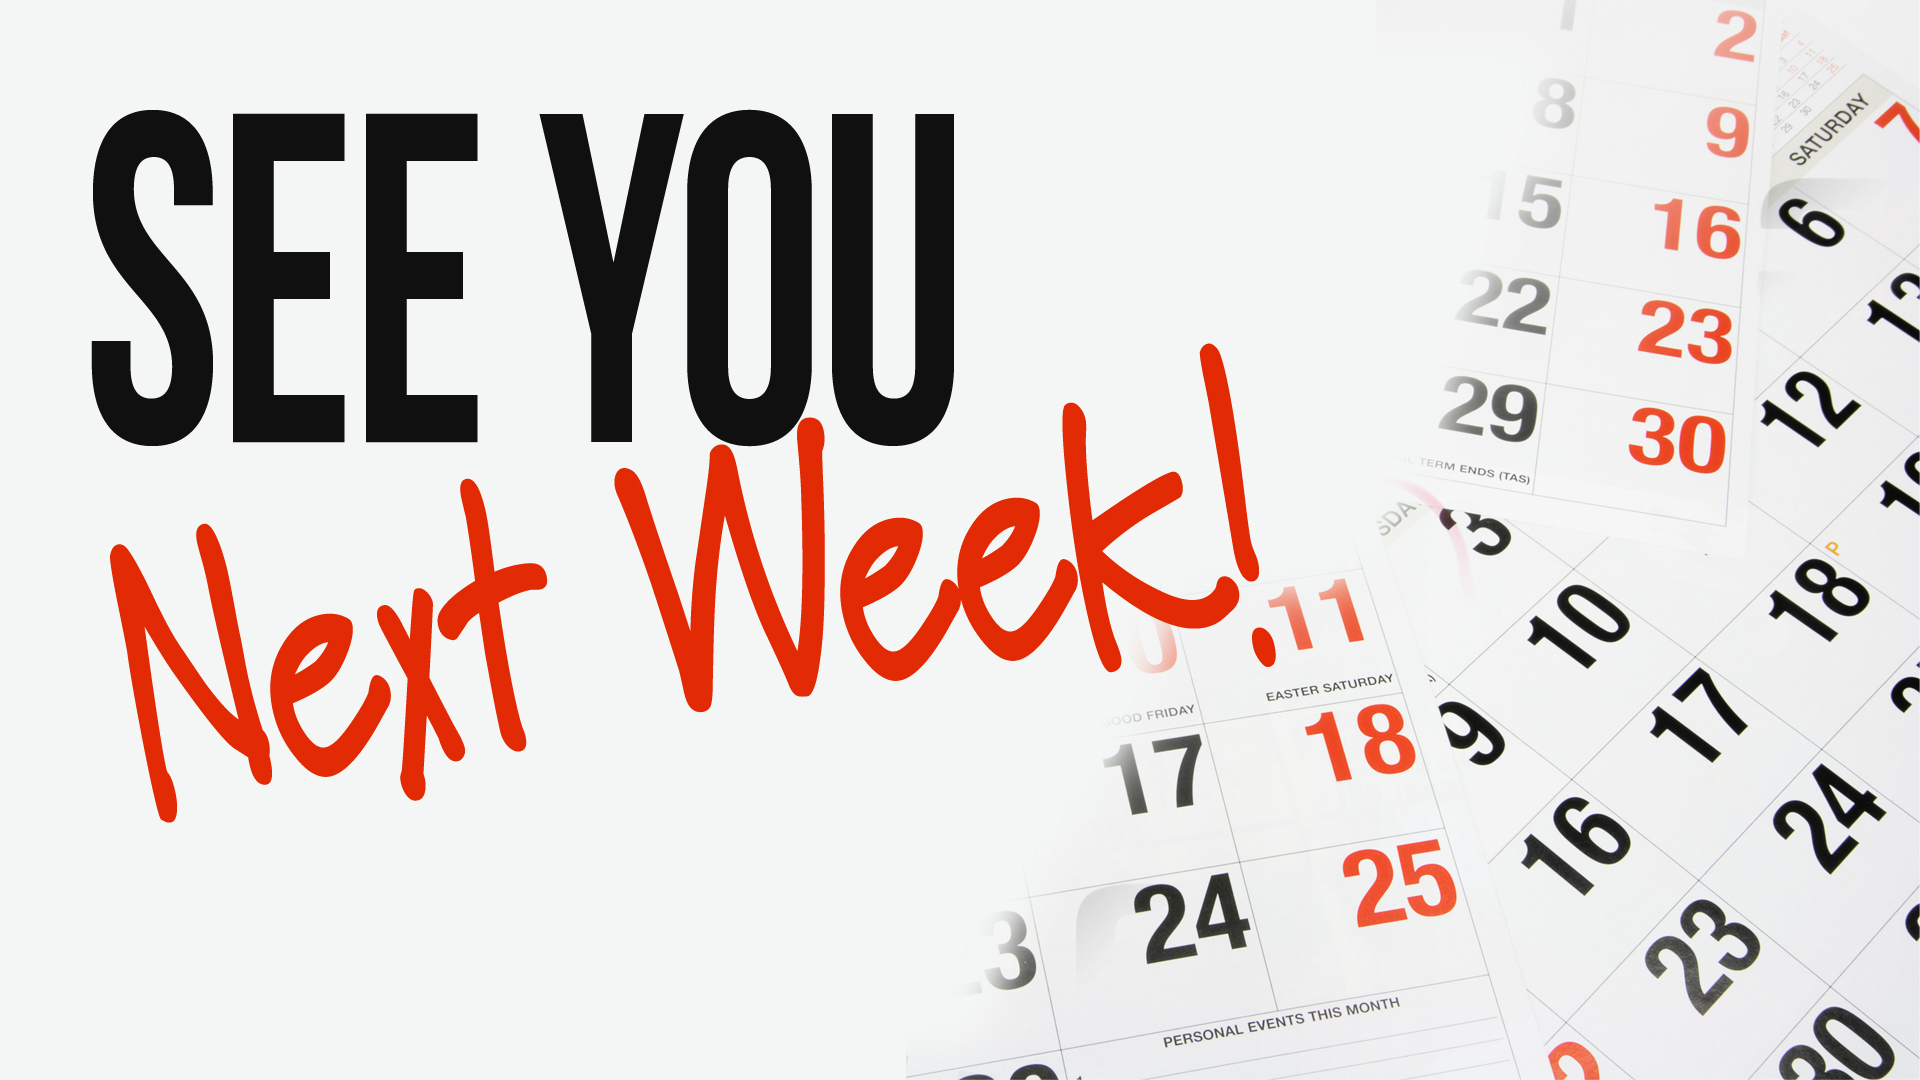 SEE YOU
Next Week!
2
8 9
15 16
22 23
29 30
TERM ENDS (TAS)
SATURDAY
7
6
12
10
18
P
17
9
16
24
23
30
11
FRIDAY
EASTER SATURDAY
17 18
24 25
PERSONAL EVENTS THIS MONTH